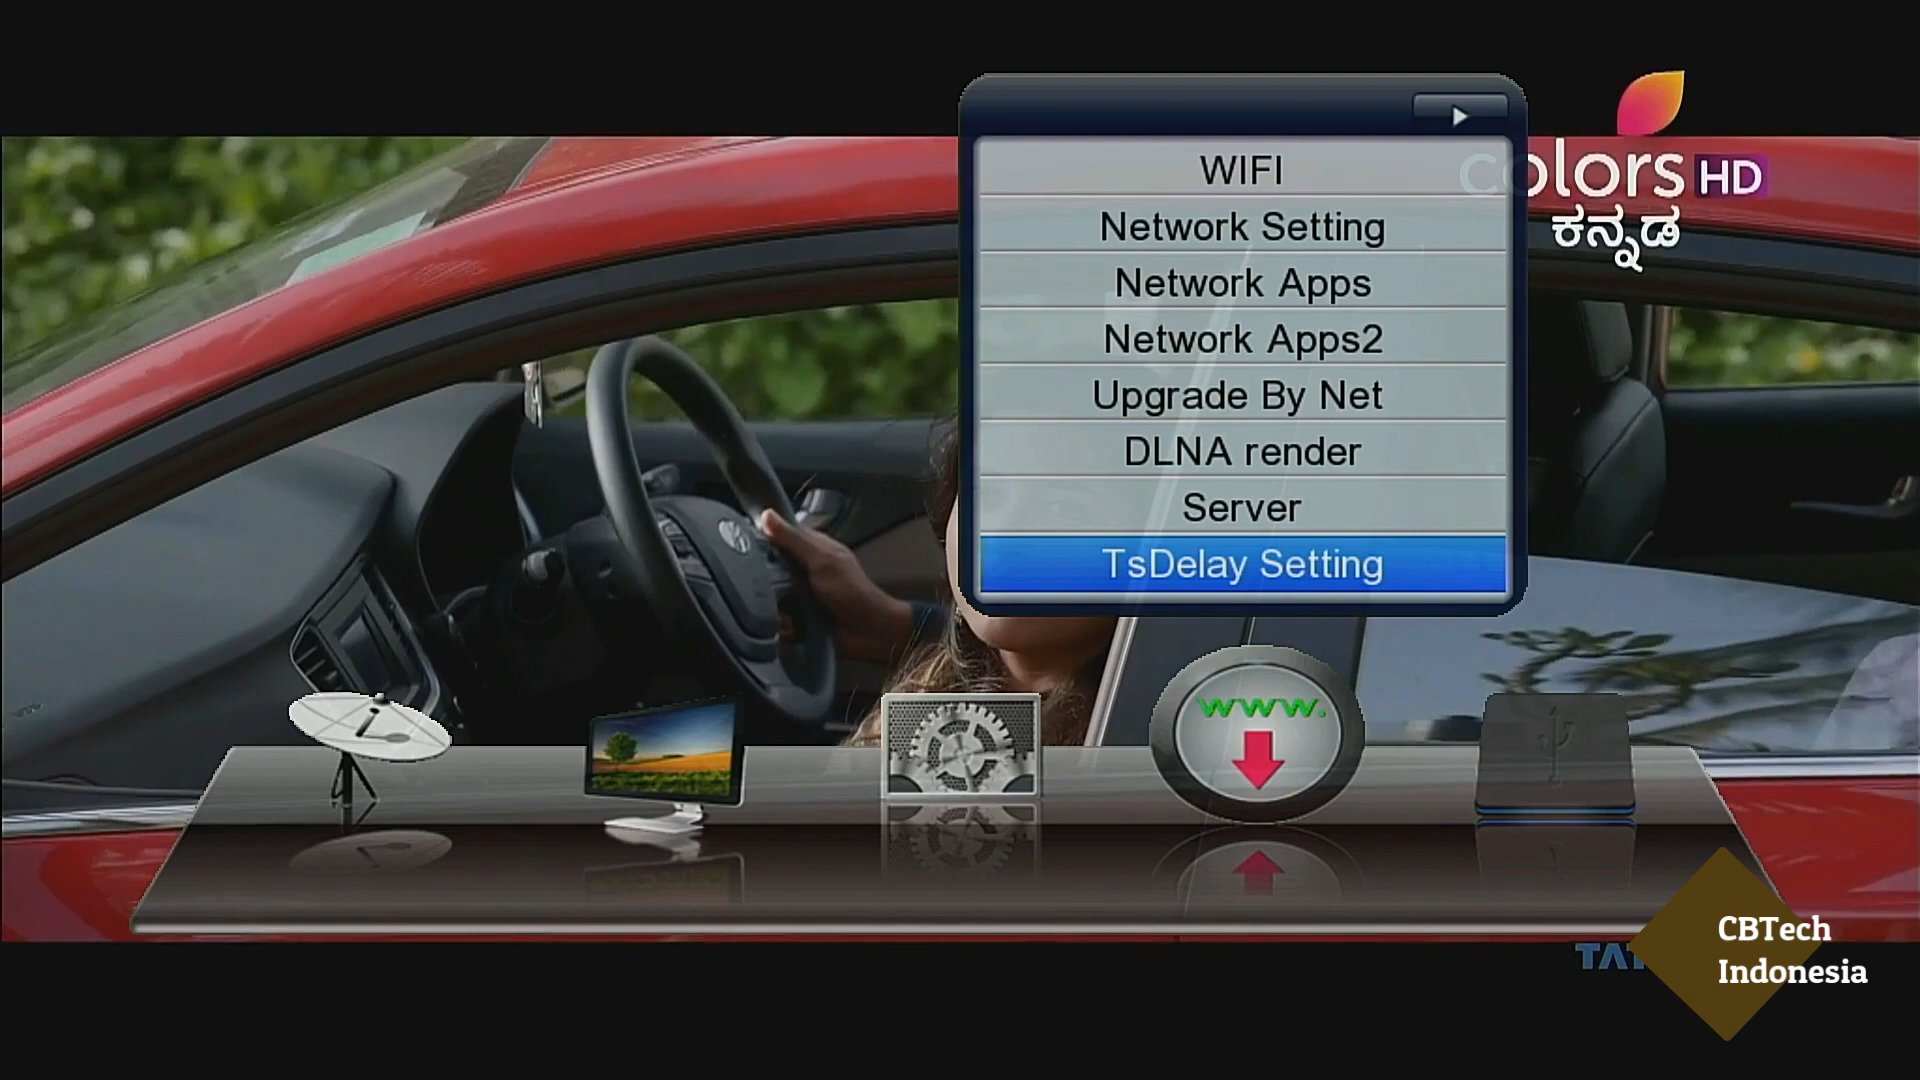 WIFI
Network Setting
Network Apps
Network Apps2
Upgrade By Net
DLNA render
Server
TsDelay Setting
colors HD
ಕನ್ನಡ
www.
CBTech
Indonesia